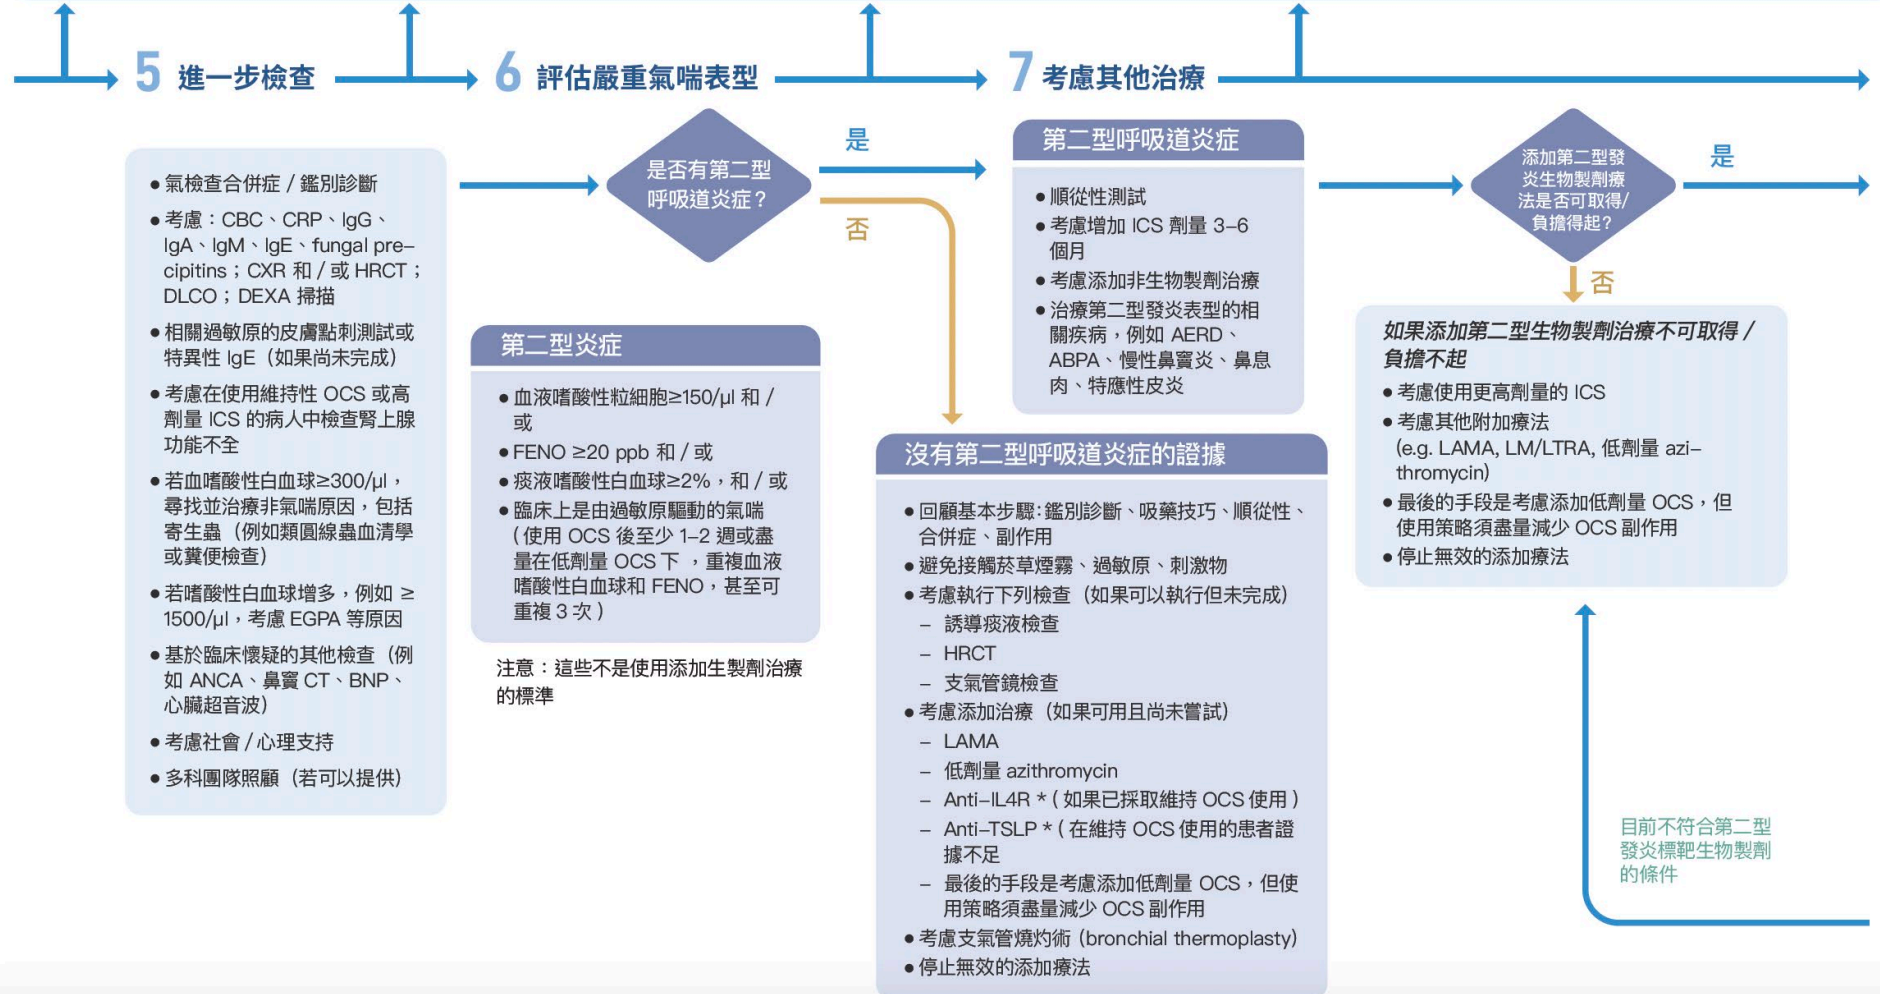 5 進一步檢查
6 評估嚴重氣喘表型
7 考慮其他治療
● 氣檢查合併症 / 鑑別診斷
● 考慮：CBC、CRP、IgG、
IgA、IgM、IgE、fungal pre–
cipitins；CXR 和 / 或 HRCT；
DLCO；DEXA 掃描
● 相關過敏原的皮膚點刺測試或
特異性 IgE（如果尚未完成）
● 考慮在使用維持性 OCS 或高
劑量 ICS 的病人中檢查腎上腺
功能不全
● 若血嗜酸性白血球≥300/μl，
尋找並治療非氣喘原因，包括
寄生蟲（例如類圓線蟲血清學
或糞便檢查）
● 若嗜酸性白血球增多，例如 ≥
1500/μl，考慮 EGPA 等原因
● 基於臨床懷疑的其他檢查（例
如 ANCA、鼻竇 CT、BNP、
心臟超音波）
● 考慮社會 / 心理支持
● 多科團隊照顧（若可以提供）
是否有第二型
呼吸道炎症？
是
否
第二型炎症
● 血液嗜酸性粒細胞≥150/μl 和 /
或
● FENO ≥20 ppb 和 / 或
● 痰液嗜酸性白血球≥2%，和 / 或
● 臨床上是由過敏原驅動的氣喘
（使用 OCS 後至少 1–2 週或盡
量在低劑量 OCS 下 ，重複血液
嗜酸性白血球和 FENO，甚至可
重複 3 次）
注意：這些不是使用添加生製劑治療
的標準
第二型呼吸道炎症
● 順從性測試
● 考慮增加 ICS 劑量 3–6
個月
● 考慮添加非生物製劑治療
● 治療第二型發炎表型的相
關疾病，例如 AERD、
ABPA、慢性鼻竇炎、鼻息
肉、特應性皮炎
沒有第二型呼吸道炎症的證據
● 回顧基本步驟:鑑別診斷、吸藥技巧、順從性、
合併症、副作用
● 避免接觸菸草煙霧、過敏原、刺激物
● 考慮執行下列檢查（如果可以執行但未完成）
– 誘導痰液檢查
– HRCT
– 支氣管鏡檢查
● 考慮添加治療（如果可用且尚未嘗試）
– LAMA
– 低劑量 azithromycin
– Anti–IL4R *（如果已採取維持 OCS 使用）
– Anti–TSLP *（在維持 OCS 使用的患者證
據不足
– 最後的手段是考慮添加低劑量 OCS，但使
用策略須盡量減少 OCS 副作用
● 考慮支氣管燒灼術 (bronchial thermoplasty)
● 停止無效的添加療法
添加第二型發
炎生物製劑療
法是否可取得/
負擔得起?
是
否
如果添加第二型生物製劑治療不可取得 /
負擔不起
● 考慮使用更高劑量的 ICS
● 考慮其他附加療法
(e.g. LAMA, LM/LTRA, 低劑量 azi–
thromycin)
● 最後的手段是考慮添加低劑量 OCS，但
使用策略須盡量減少 OCS 副作用
● 停止無效的添加療法
目前不符合第二型
發炎標靶生物製劑
的條件